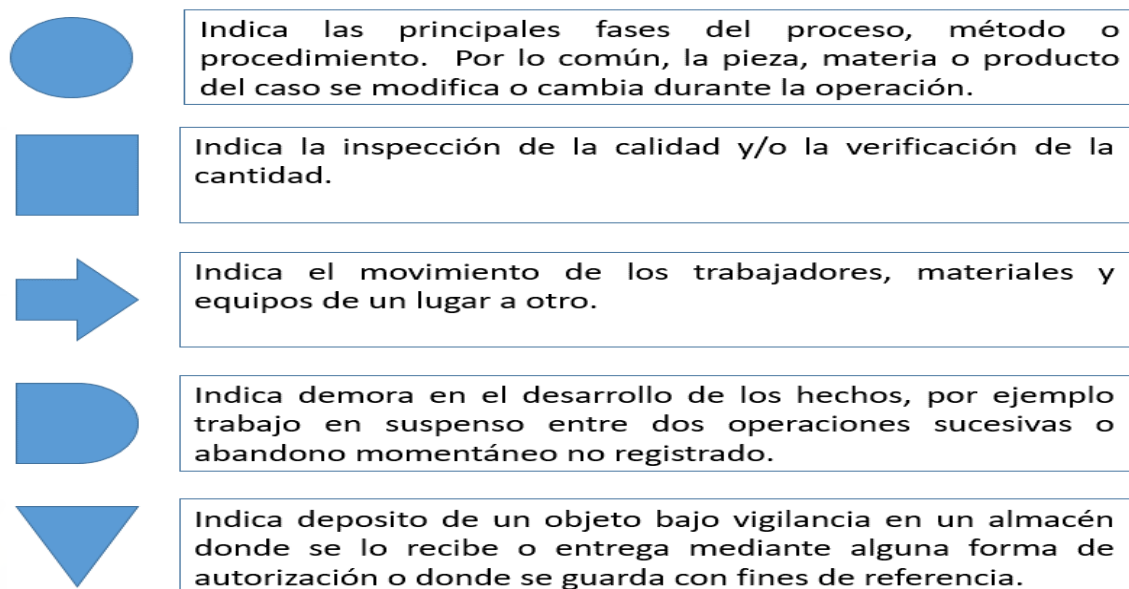 Indica las principales fases del proceso, método o
procedimiento. Por lo común, la pieza, materia o producto
del caso se modifica o cambia durante la operación.
Indica la inspección de la calidad y/o la verificación de la
cantidad.
Indica el movimiento de los trabajadores, materiales y
equipos de un lugar a otro.
Indica demora en el desarrollo de los hechos, por ejemplo
trabajo en suspenso entre dos operaciones sucesivas o
abandono momentáneo no registrado.
Indica deposito de un objeto bajo vigilancia en un almacén
donde se lo recibe o entrega mediante alguna forma de
autorización o donde se guarda con fines de referencia.